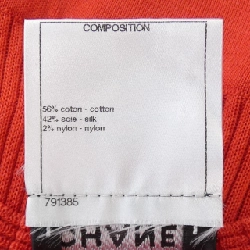 COMPOSITION
56% coton - cotton
42% soie - silk
2% nylon - nylon
791385
CHANEL